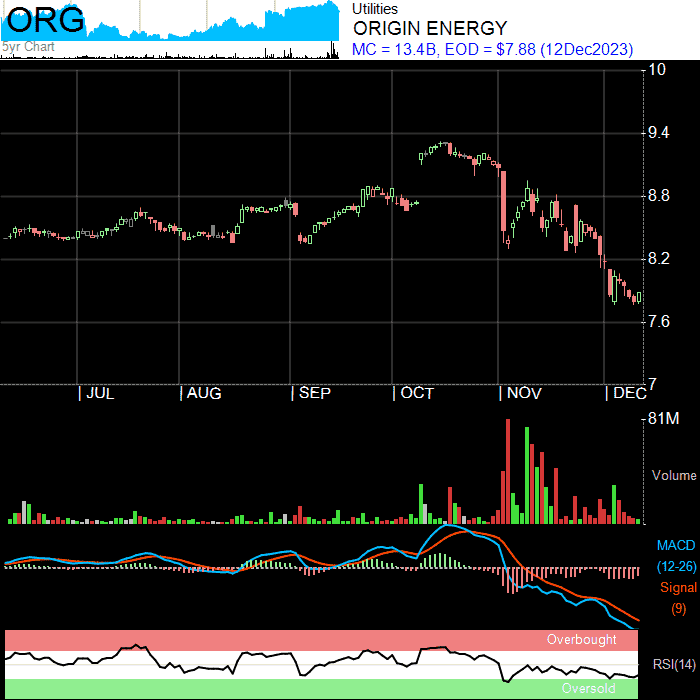 ORG
5yr Chart
Utilities
ORIGIN ENERGY
MC = 13.4B, EOD = $7.88 (12Dec2023)
10
9.4
8.8
8.2
7.6
7
JUL AUG SEP OCT NOV DEC
81M
Volume
MACD
(12-26)
Signal
(9)
Overbought
RSI(14)
Oversold